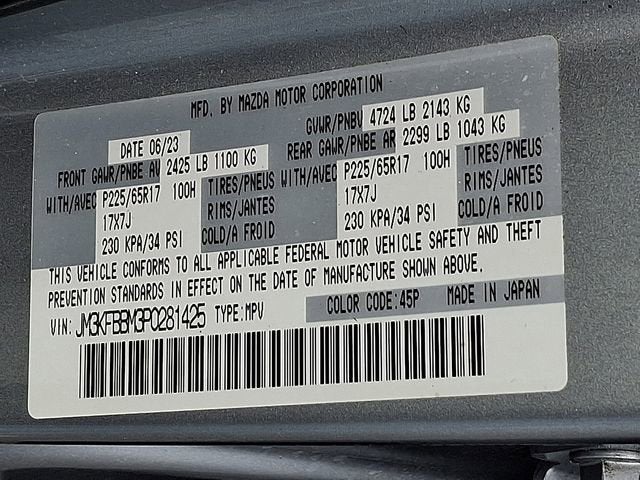 MFD. BY MAZDA MOTOR CORPORATION
DATE 06/23 GVWR/PNBV 4724 LB 2143 KG
FRONT GAWR/PNBE AV 2425 LB 1100 KG REAR GAWR/PNBE AR 2299 LB 1043 KG
WITH/AVEC P225/65R17 100H TIRES/PNEUS WITH/AVEC P225/65R17 100H TIRES/PNEUS
17X7J RIMS/JANTES 17X7J RIMS/JANTES
230 KPA/34 PSI COLD/A FROID 230 KPA/34 PSI COLD/A FROID
THIS VEHICLE CONFORMS TO ALL APPLICABLE FEDERAL MOTOR VEHICLE SAFETY AND THEFT
PREVENTION STANDARDS IN EFFECT ON THE DATE OF MANUFACTURE SHOWN ABOVE.
VIN: JM3KFBBM3P0281425 TYPE:MPV COLOR CODE:45P MADE IN JAPAN